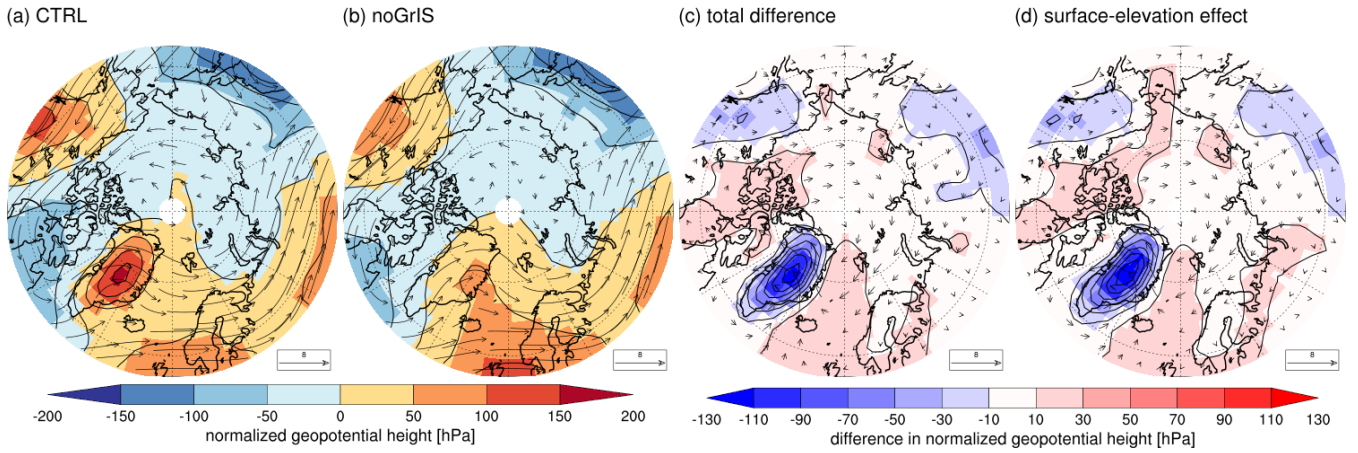 (a) CTRL
(b) noGrIS
(c) total difference
(d) surface-elevation effect
8
8
8
8
-200 -150 -100 -50 0 50 100 150 200
normalized geopotential height [hPa]
-130 -110 -90 -70 -50 -30 -10 10 30 50 70 90 110 130
difference in normalized geopotential height [hPa]